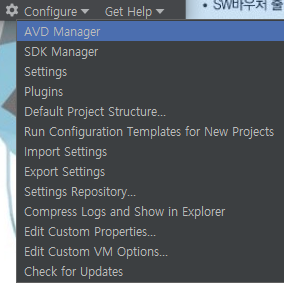 Configure Get Help
• SW바우처 줄
AVD Manager
SDK Manager
Settings
Plugins
Default Project Structure...
Run Configuration Templates for New Projects
Import Settings
Export Settings
Settings Repository...
Compress Logs and Show in Explorer
Edit Custom Properties...
Edit Custom VM Options...
Check for Updates